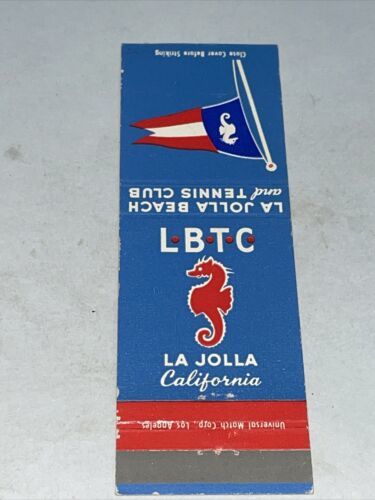 Close Cover Before Striking
LA JOLLA BEACH
and TENNIS CLUB
L·B·T·C
LA JOLLA
California
Universal Match Corp., Los Angeles